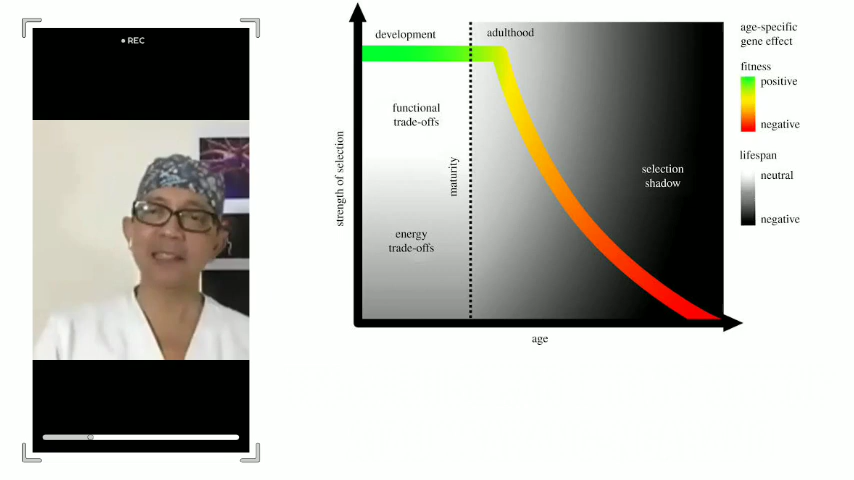 • REC
development
adulthood
functional
trade-offs
energy
trade-offs
maturity
selection
shadow
strength of selection
age
age-specific
gene effect
fitness
positive
negative
lifespan
neutral
negative